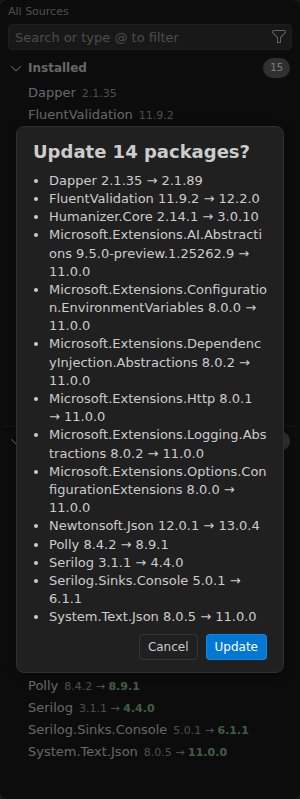 All Sources
Search or type @ to filter
Installed 15
Dapper 2.1.35
FluentValidation 11.9.2
Update 14 packages?
• Dapper 2.1.35 → 2.1.89
• FluentValidation 11.9.2 → 12.2.0
• Humanizer.Core 2.14.1 → 3.0.10
• Microsoft.Extensions.AI.Abstracti
ons 9.5.0-preview.1.25262.9 →
11.0.0
• Microsoft.Extensions.Configuratio
n.EnvironmentVariables 8.0.0 →
11.0.0
• Microsoft.Extensions.Dependenc
yInjection.Abstractions 8.0.2 →
11.0.0
• Microsoft.Extensions.Http 8.0.1
→ 11.0.0
• Microsoft.Extensions.Logging.Abs
tractions 8.0.2 → 11.0.0
• Microsoft.Extensions.Options.Con
figurationExtensions 8.0.0 →
11.0.0
• Newtonsoft.Json 12.0.1 → 13.0.4
• Polly 8.4.2 → 8.9.1
• Serilog 3.1.1 → 4.4.0
• Serilog.Sinks.Console 5.0.1 →
6.1.1
• System.Text.Json 8.0.5 → 11.0.0
Cancel Update
Polly 8.4.2 → 8.9.1
Serilog 3.1.1 → 4.4.0
Serilog.Sinks.Console 5.0.1 → 6.1.1
System.Text.Json 8.0.5 → 11.0.0